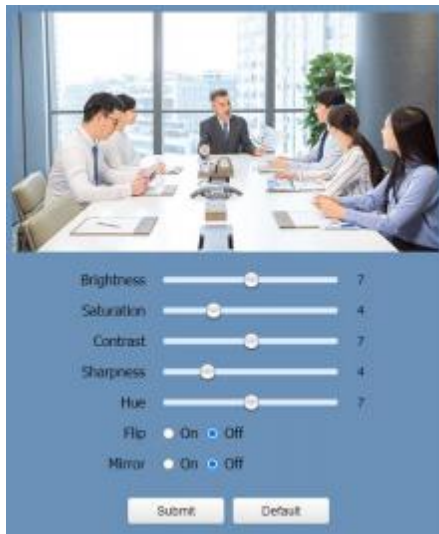 Brightness 7
Saturation 4
Contrast 7
Sharpness 4
Hue 7
Flip On Off
Mirror On Off
Submit Default